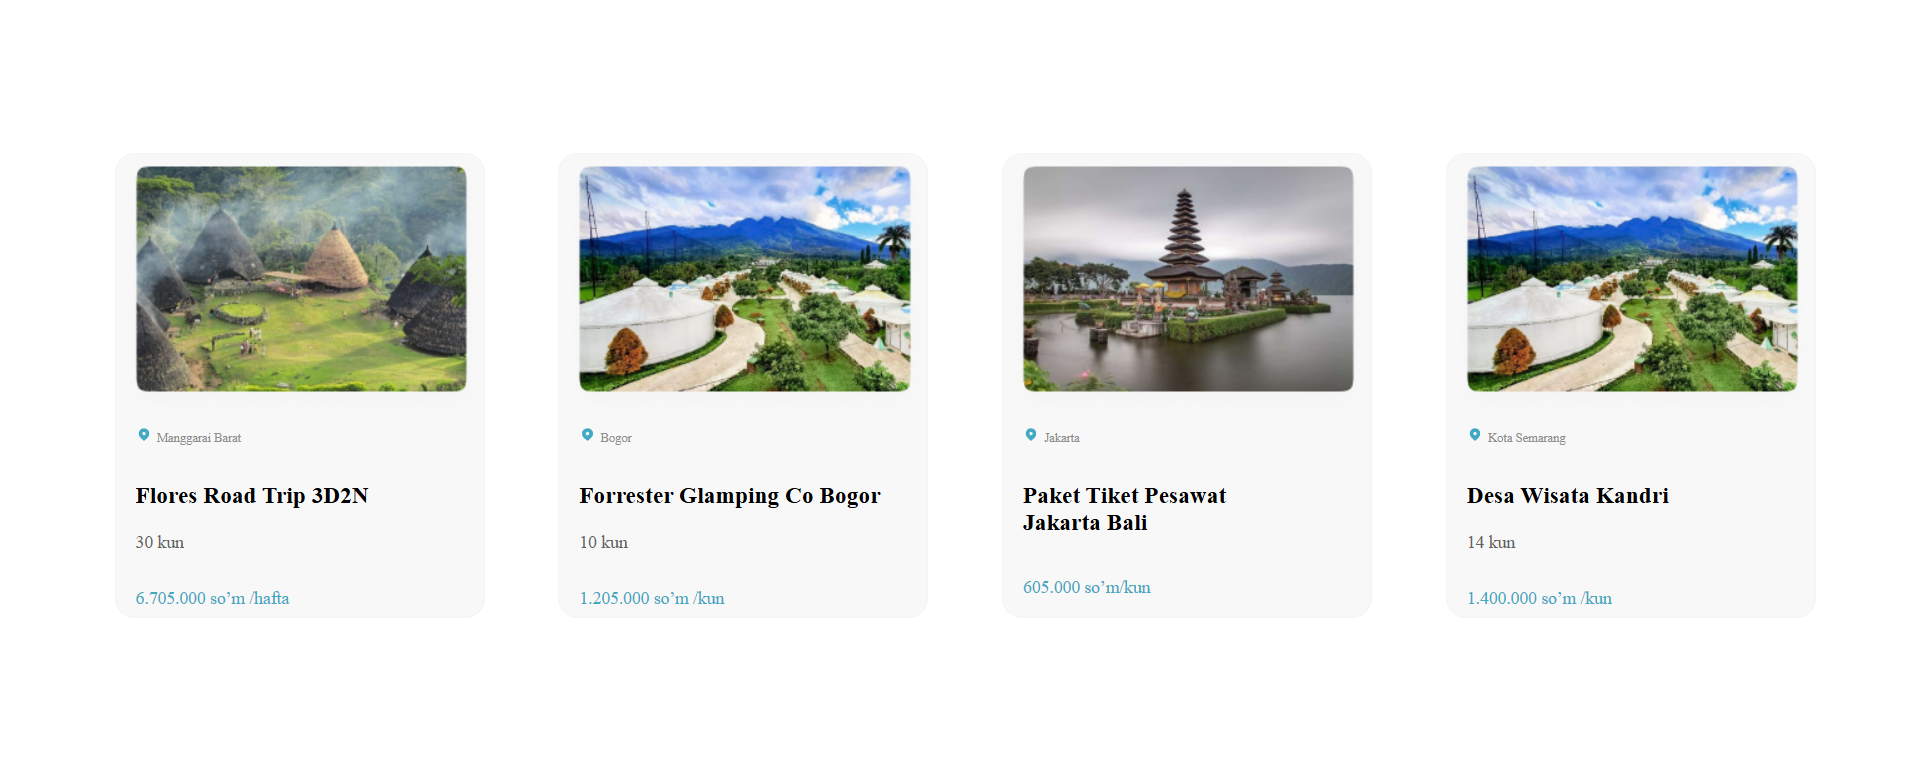 Manggarai Barat
Flores Road Trip 3D2N
30 kun
6.705.000 so’m /hafta
Bogor
Forrester Glamping Co Bogor
10 kun
1.205.000 so’m /kun
Jakarta
Paket Tiket Pesawat
Jakarta Bali
605.000 so’m/kun
Kota Semarang
Desa Wisata Kandri
14 kun
1.400.000 so’m /kun